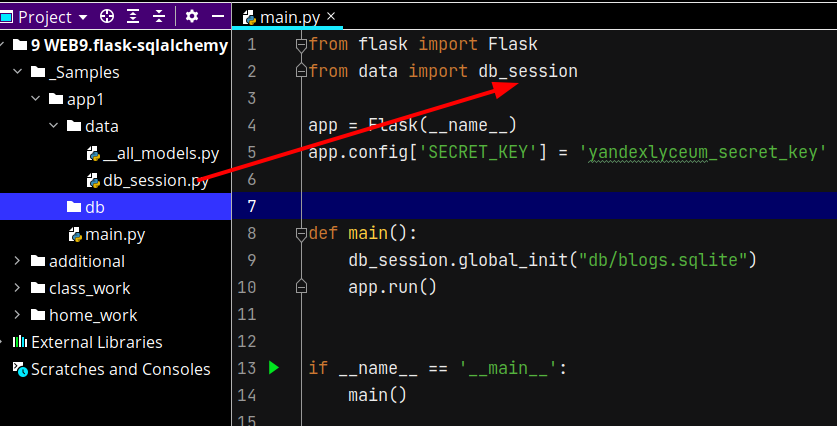 Project
main.py ×
9 WEB9.flask-sqlalchemy
_Samples
app1
data
__all_models.py
db_session.py
db
main.py
additional
class_work
home_work
External Libraries
Scratches and Consoles
1 from flask import Flask
2 from data import db_session
3
4 app = Flask(__name__)
5 app.config['SECRET_KEY'] = 'yandexlyceum_secret_key'
6
7
8 def main():
9 db_session.global_init("db/blogs.sqlite")
10 app.run()
11
12
13 if __name__ == '__main__':
14 main()
15